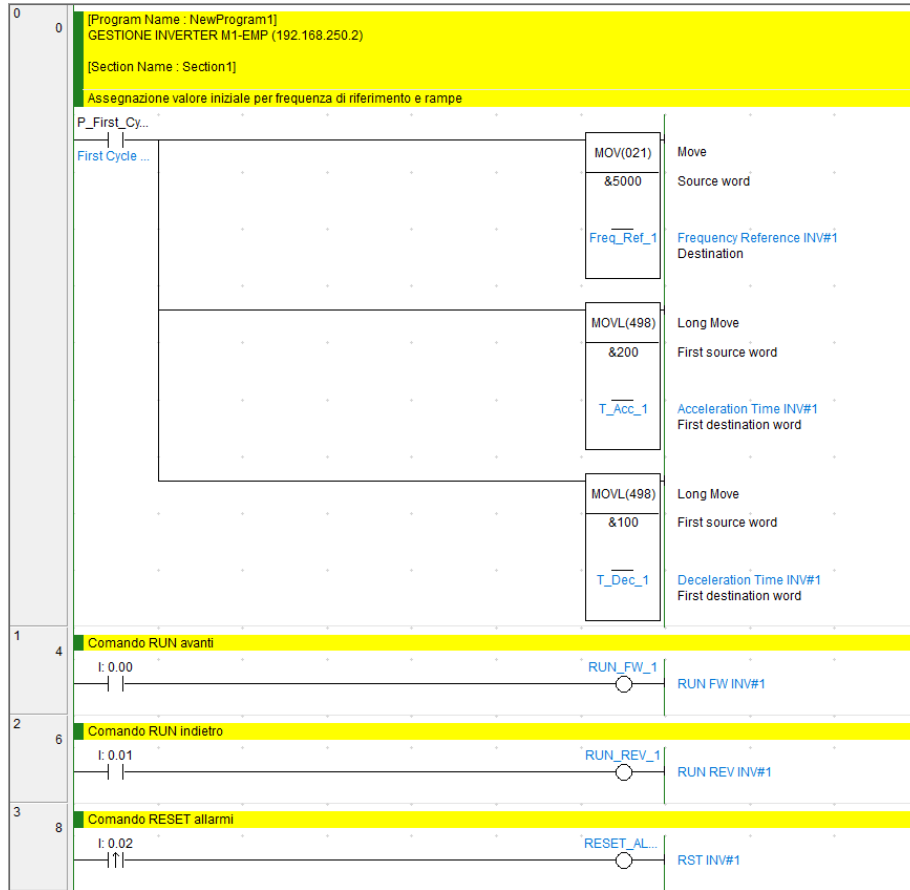 0
0
[Program Name : NewProgram1]
GESTIONE INVERTER M1-EMP (192.168.250.2)
[Section Name : Section1]
Assegnazione valore iniziale per frequenza di riferimento e rampe
P_First_Cy...
First Cycle ...
MOV(021) Move
&5000 Source word
Freq_Ref_1 Frequency Reference INV#1
Destination
MOVL(498) Long Move
&200 First source word
T_Acc_1 Acceleration Time INV#1
First destination word
MOVL(498) Long Move
&100 First source word
T_Dec_1 Deceleration Time INV#1
First destination word
1
4
Comando RUN avanti
I: 0.00 RUN_FW_1
RUN FW INV#1
2
6
Comando RUN indietro
I: 0.01 RUN_REV_1
RUN REV INV#1
3
8
Comando RESET allarmi
I: 0.02 RESET_AL...
RST INV#1